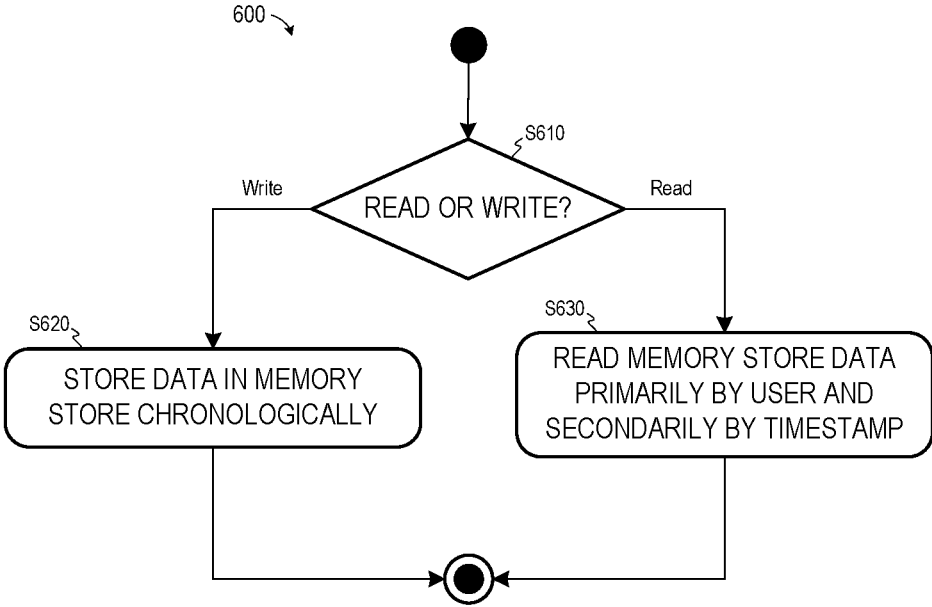 600
S610
Write
Read
READ OR WRITE?
S620
S630
STORE DATA IN MEMORY
STORE CHRONOLOGICALLY
READ MEMORY STORE DATA
PRIMARILY BY USER AND
SECONDARILY BY TIMESTAMP